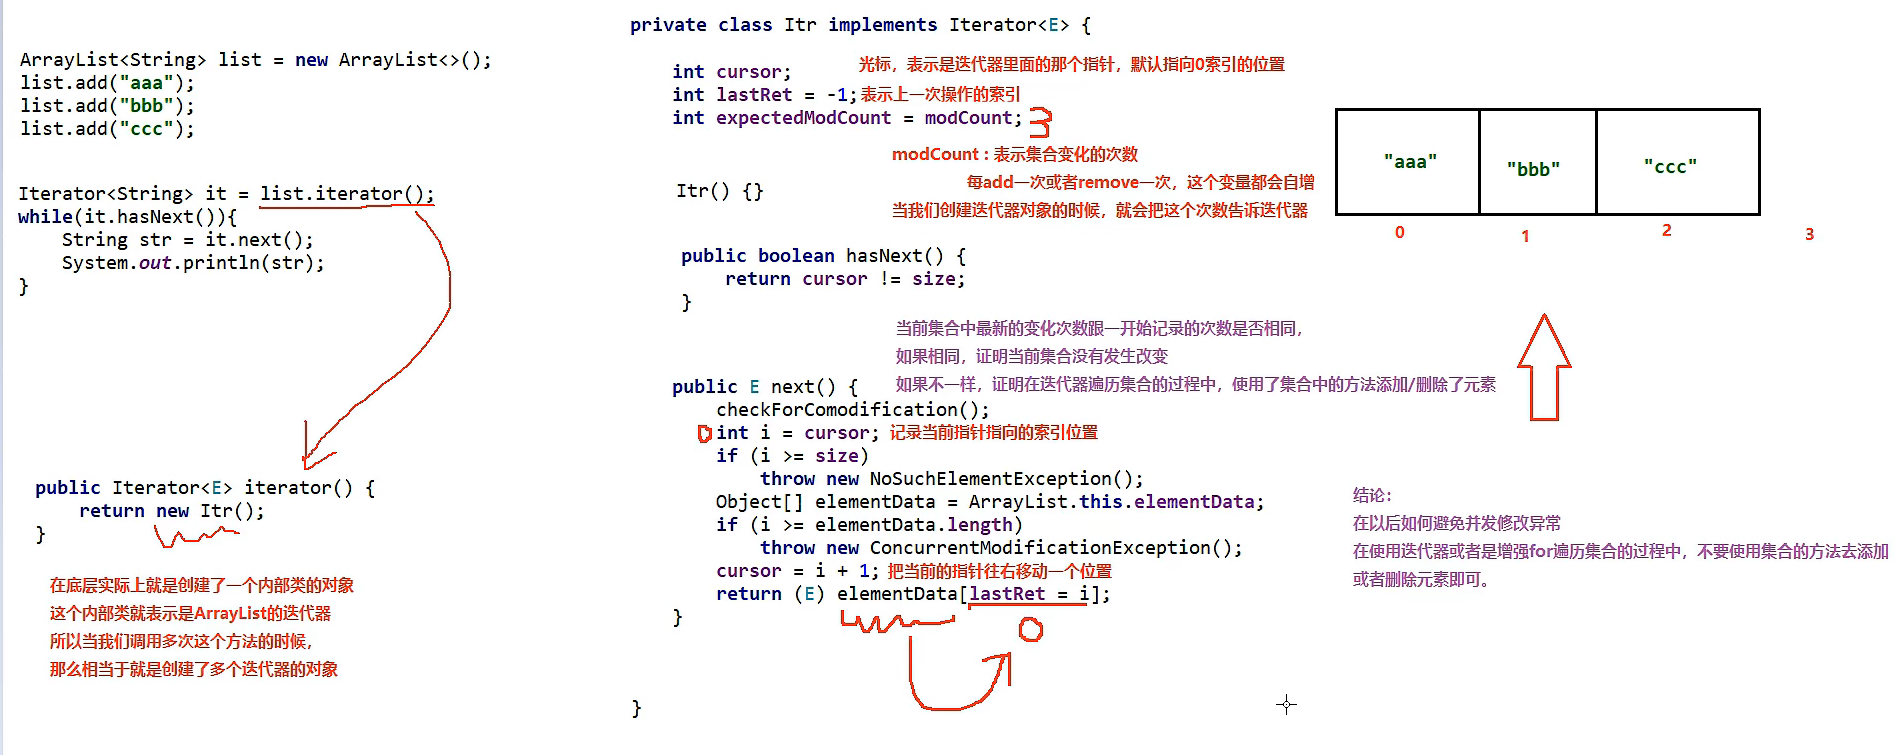 ArrayList<String> list = new ArrayList<>();
list.add("aaa");
list.add("bbb");
list.add("ccc");
Iterator<String> it = list.iterator();
while(it.hasNext()){
String str = it.next();
System.out.println(str);
}
public Iterator<E> iterator() {
return new Itr();
}
在底层实际上就是创建了一个内部类的对象
这个内部类就表示是ArrayList的迭代器
所以当我们调用多次这个方法的时候，
那么相当于就是创建了多个迭代器的对象
private class Itr implements Iterator<E> {
int cursor; 光标，表示是迭代器里面的那个指针，默认指向0索引的位置
int lastRet = -1; 表示上一次操作的索引
int expectedModCount = modCount; 3
modCount：表示集合变化的次数
每add一次或者remove一次，这个变量都会自增
Itr() {}
当我们创建迭代器对象的时候，就会把这个次数告诉迭代器
public boolean hasNext() {
return cursor != size;
}
当前集合中最新的变化次数跟一开始记录的次数是否相同，
如果相同，证明当前集合没有发生改变
如果不一样，证明在迭代器遍历集合的过程中，使用了集合中的方法添加/删除了元素
public E next() {
checkForComodification();
0 int i = cursor; 记录当前指针指向的索引位置
if (i >= size)
throw new NoSuchElementException();
Object[] elementData = ArrayList.this.elementData;
if (i >= elementData.length)
throw new ConcurrentModificationException();
cursor = i + 1; 把当前的指针往右移动一个位置
return (E) elementData[lastRet = i];
}
0
}
"aaa" "bbb" "ccc"
0 1 2 3
结论：
在以后如何避免并发修改异常
在使用迭代器或者是增强for遍历集合的过程中，不要使用集合的方法去添加
或者删除元素即可。